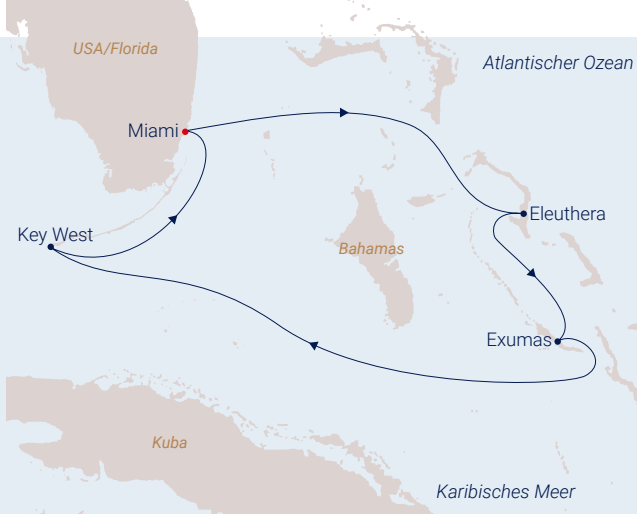 USA/Florida
Atlantischer Ozean
Miami
Eleuthera
Key West
Bahamas
Exumas
Kuba
Karibisches Meer